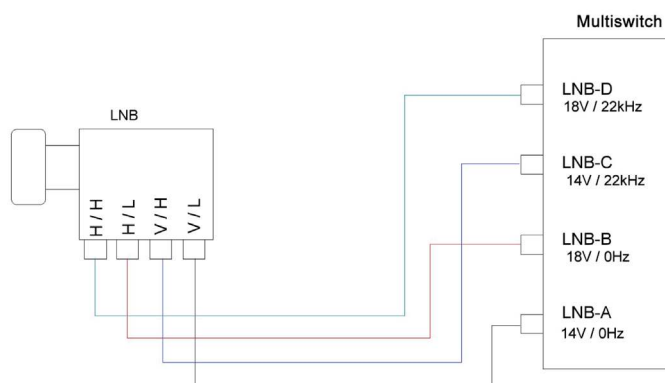 Multiswitch
LNB
H / H
H / L
V / H
V / L
LNB-D
18V / 22kHz
LNB-C
14V / 22kHz
LNB-B
18V / 0Hz
LNB-A
14V / 0Hz